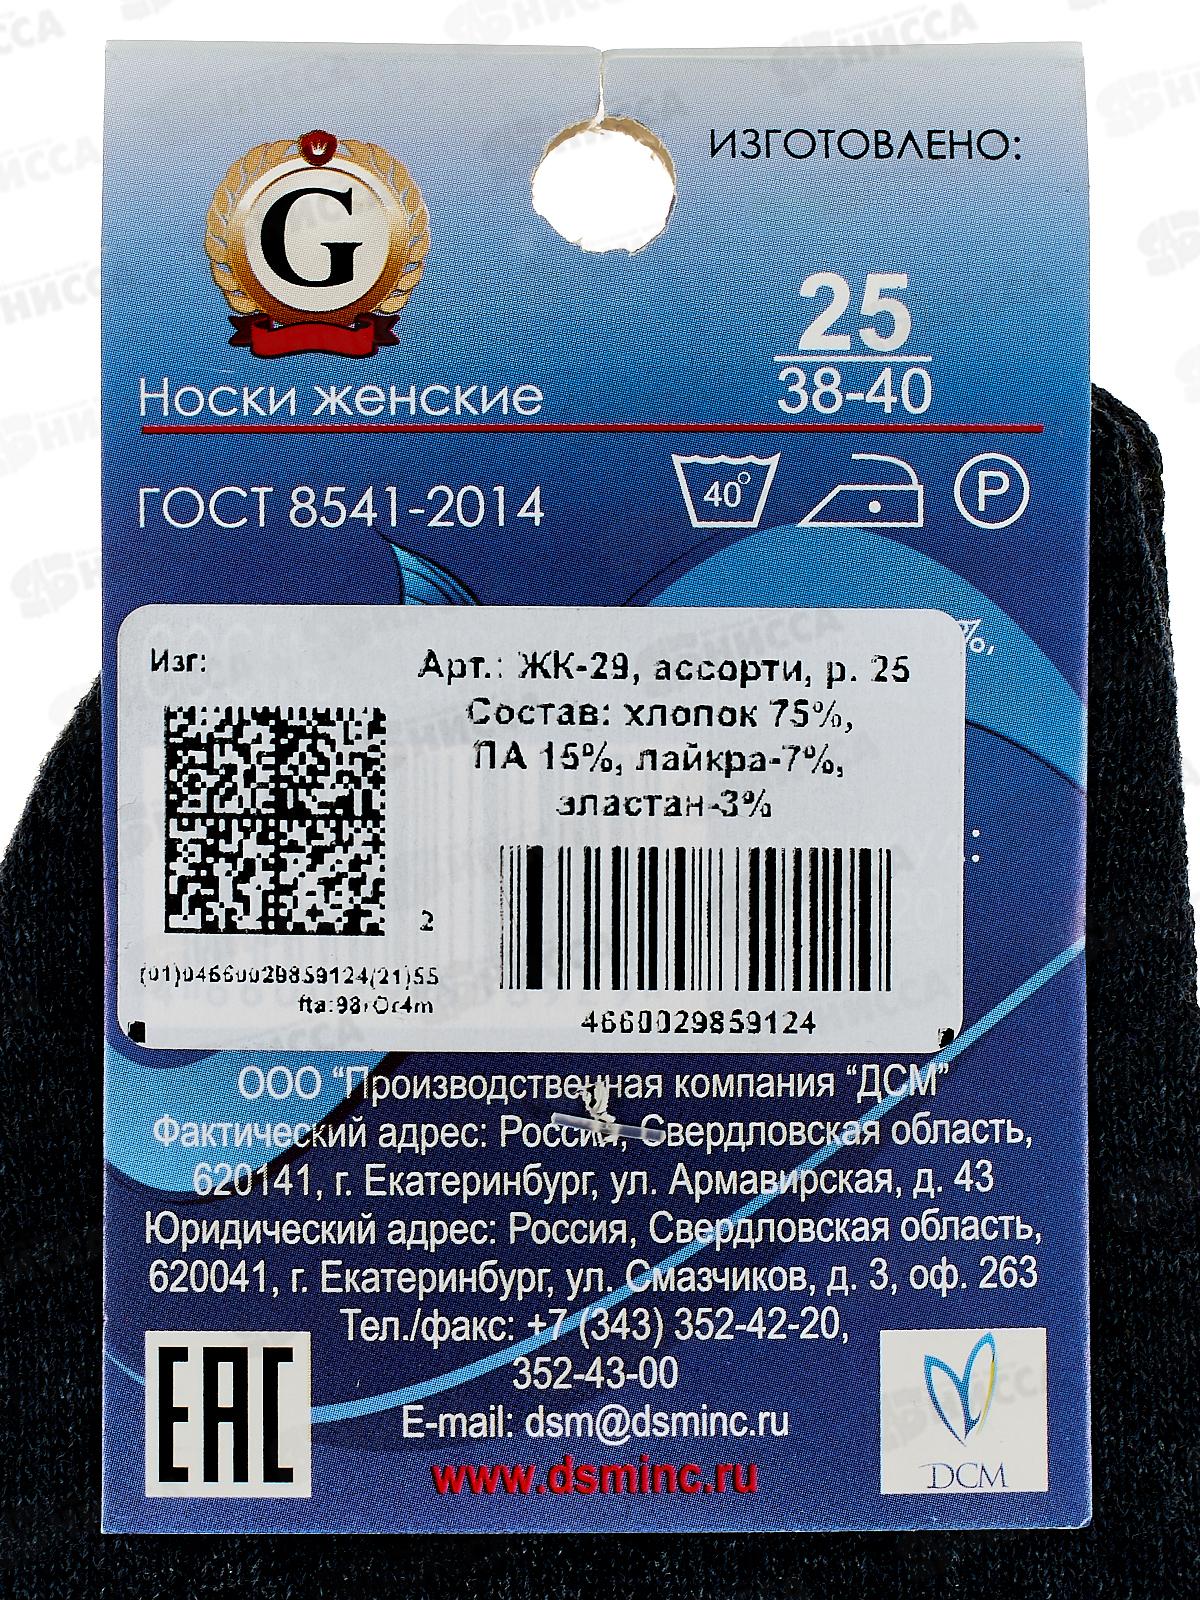 ИЗГОТОВЛЕНО:
G
25
38-40
Носки женские
ГОСТ 8541-2014
40°
P
%,
Изг:
Арт.: ЖК-29, ассорти, р. 25
Состав: хлопок 75%,
ПА 15%, лайкра-7%,
эластан-3%
2
(01)04660029859124(21)55
4660029859124
ООО “Производственная компания “ДСМ”
Фактический адрес: Россия, Свердловская область,
620141, г. Екатеринбург, ул. Армавирская, д. 43
Юридический адрес: Россия, Свердловская область,
620041, г. Екатеринбург, ул. Смазчиков, д. 3, оф. 263
Тел./факс: +7 (343) 352-42-20,
352-43-00
E-mail: dsm@dsminc.ru
www.dsminc.ru
EAC
DCM
НИССА